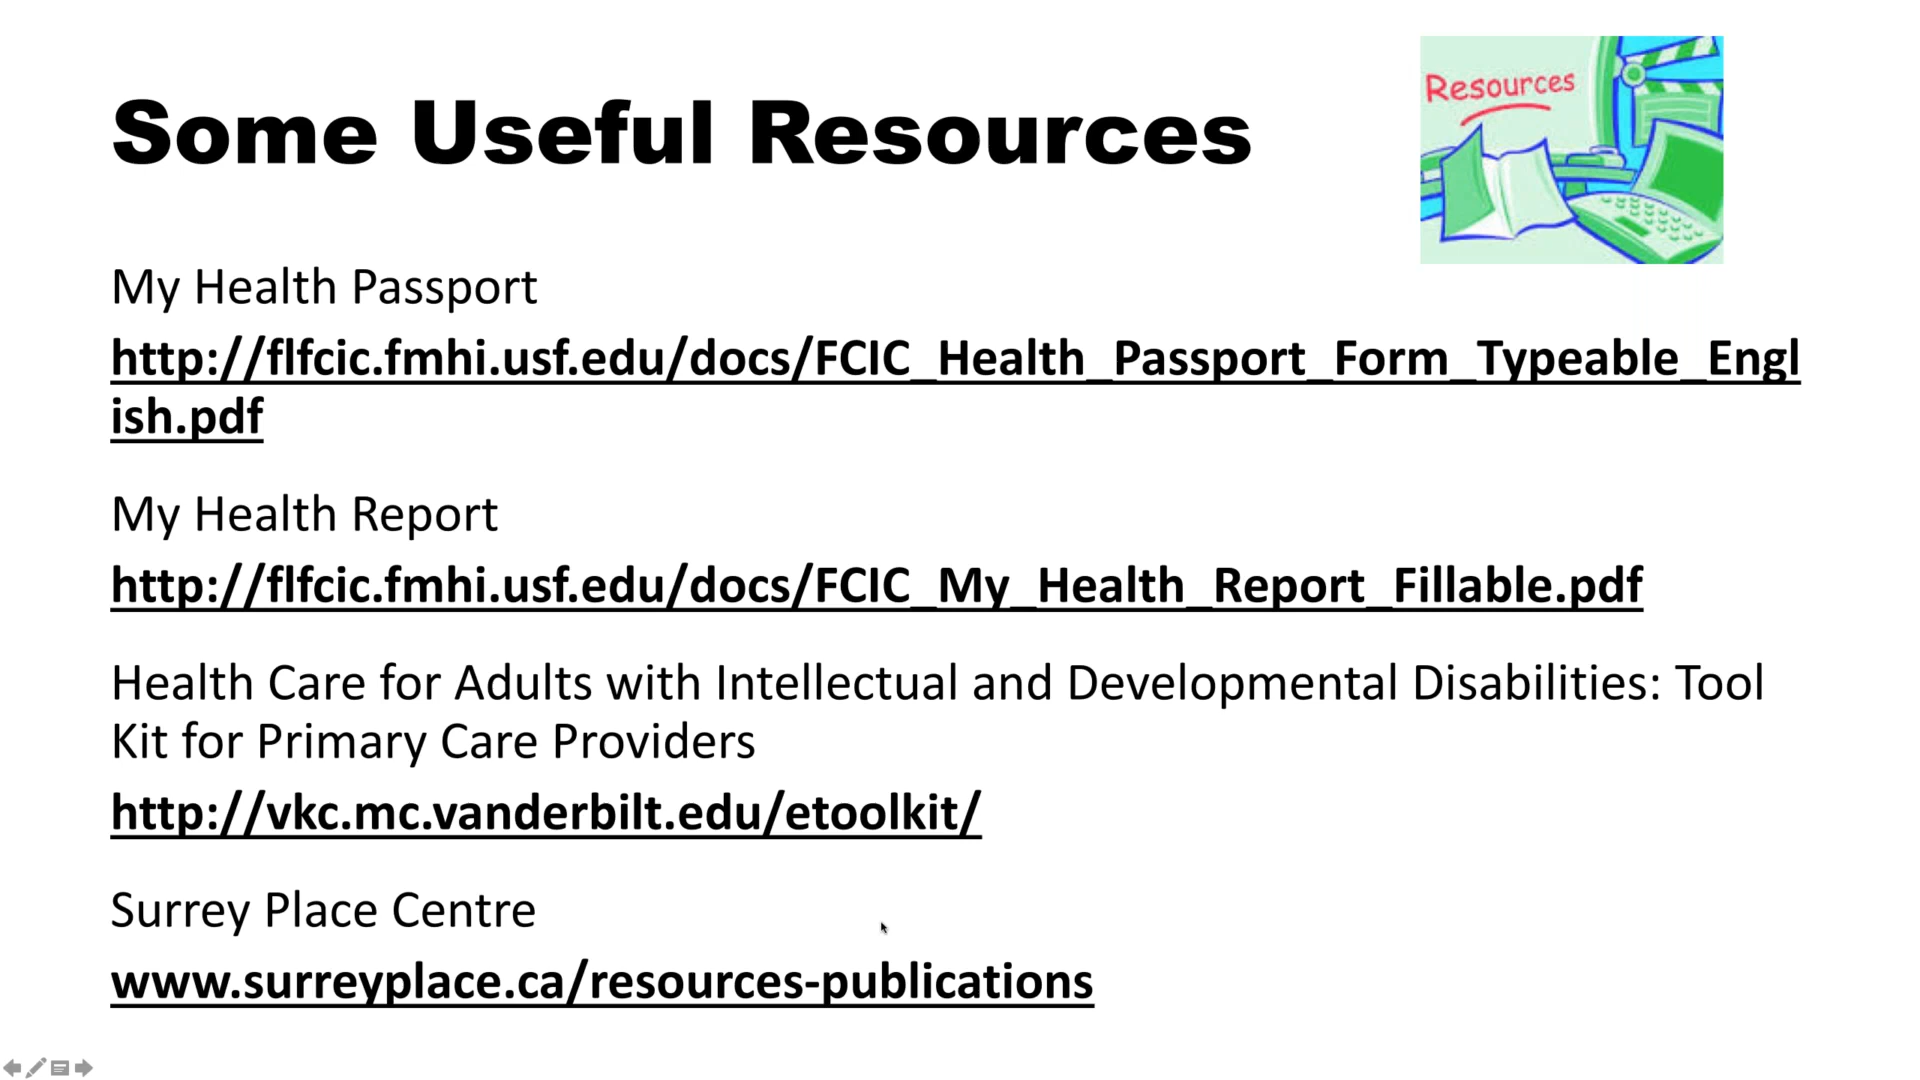 Some Useful Resources
Resources
My Health Passport
http://flfcic.fmhi.usf.edu/docs/FCIC_Health_Passport_Form_Typeable_Engl
ish.pdf
My Health Report
http://flfcic.fmhi.usf.edu/docs/FCIC_My_Health_Report_Fillable.pdf
Health Care for Adults with Intellectual and Developmental Disabilities: Tool
Kit for Primary Care Providers
http://vkc.mc.vanderbilt.edu/etoolkit/
Surrey Place Centre
www.surreyplace.ca/resources-publications